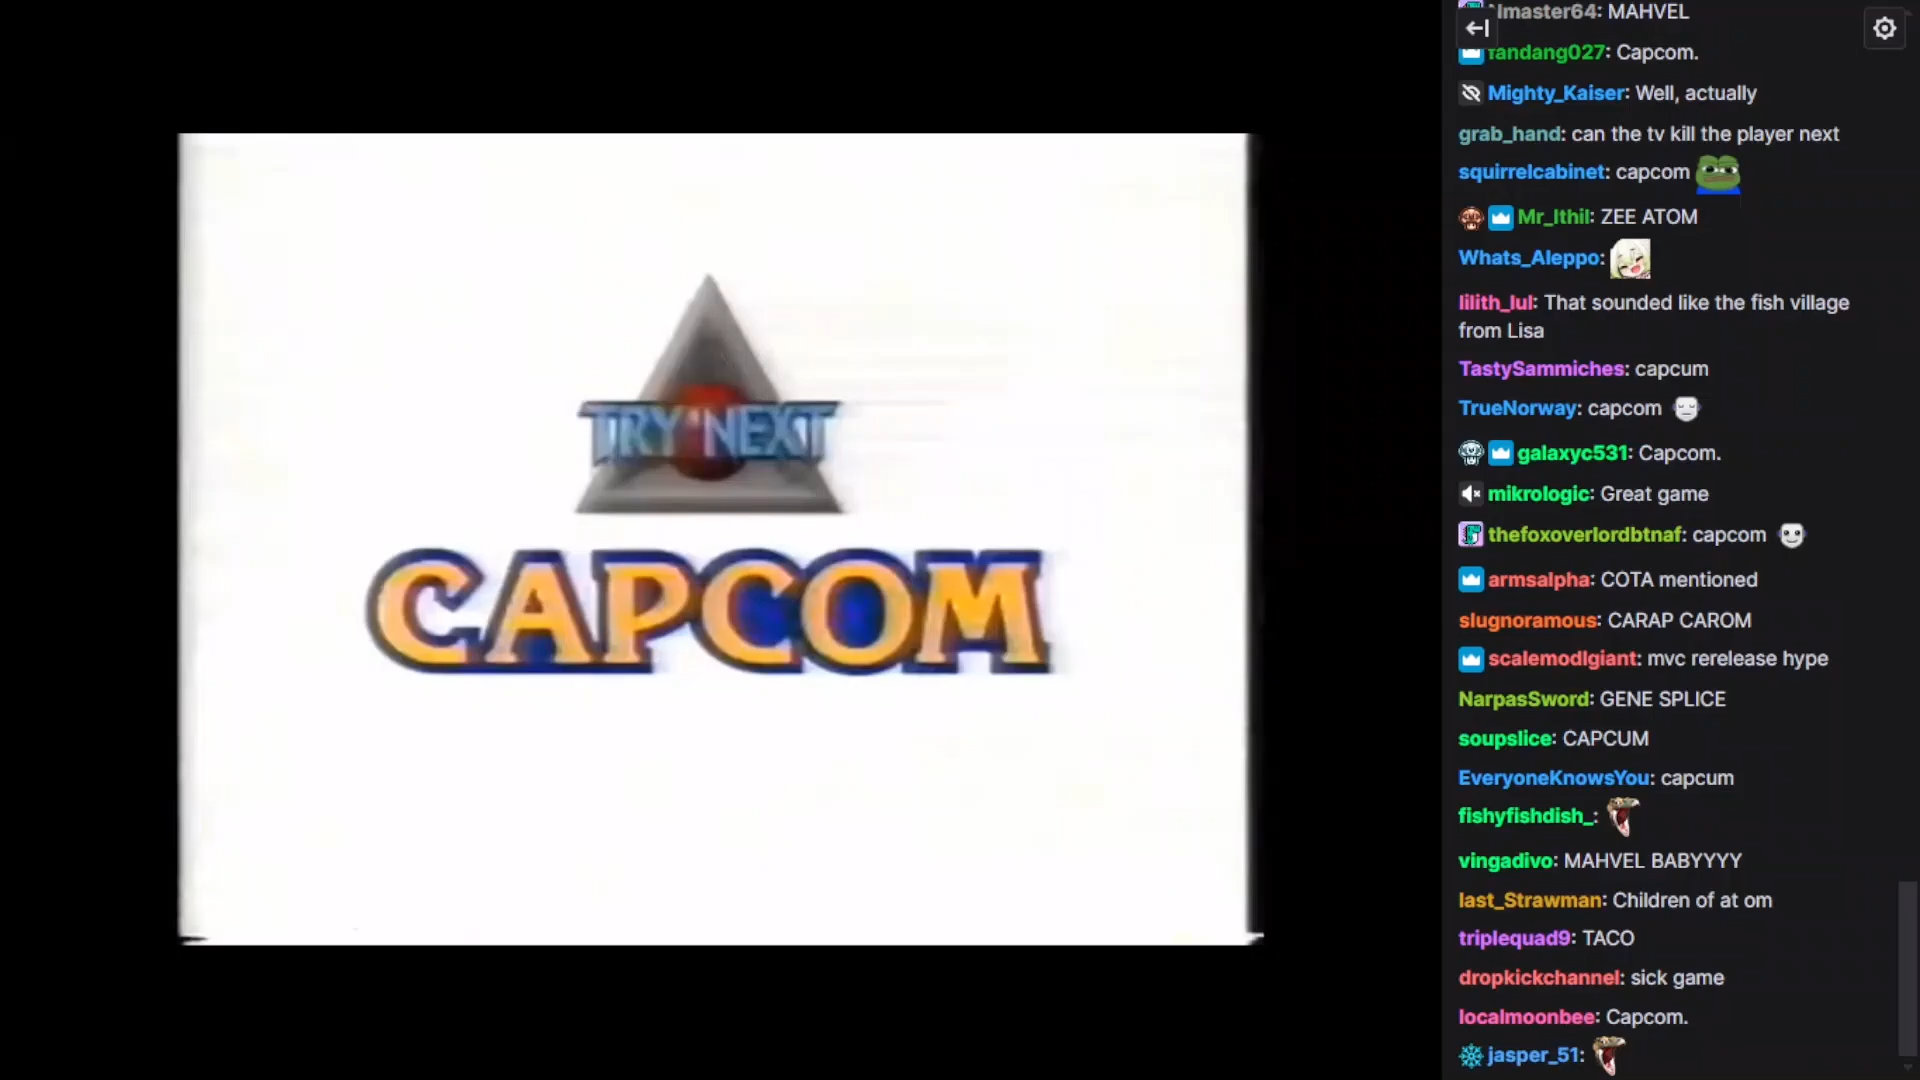 TRY'NEXT
CAPCOM
master64: MAHVEL
fandang027: Capcom.
Mighty_Kaiser: Well, actually
grab_hand: can the tv kill the player next
squirrelcabinet: capcom
Mr_Ithil: ZEE ATOM
Whats_Aleppo:
lilith_lul: That sounded like the fish village
from Lisa
TastySammiches: capcum
TrueNorway: capcom
galaxyc531: Capcom.
mikrologic: Great game
thefoxoverlordbtnaf: capcom
armsalpha: COTA mentioned
slugnoramous: CARAP CAROM
scalemodlgiant: mvc rerelease hype
NarpasSword: GENE SPLICE
soupslice: CAPCUM
EveryoneKnowsYou: capcum
fishyfishdish_:
vingadivo: MAHVEL BABYYYY
last_Strawman: Children of at om
triplequad9: TACO
dropkickchannel: sick game
localmoonbee: Capcom.
jasper_51: